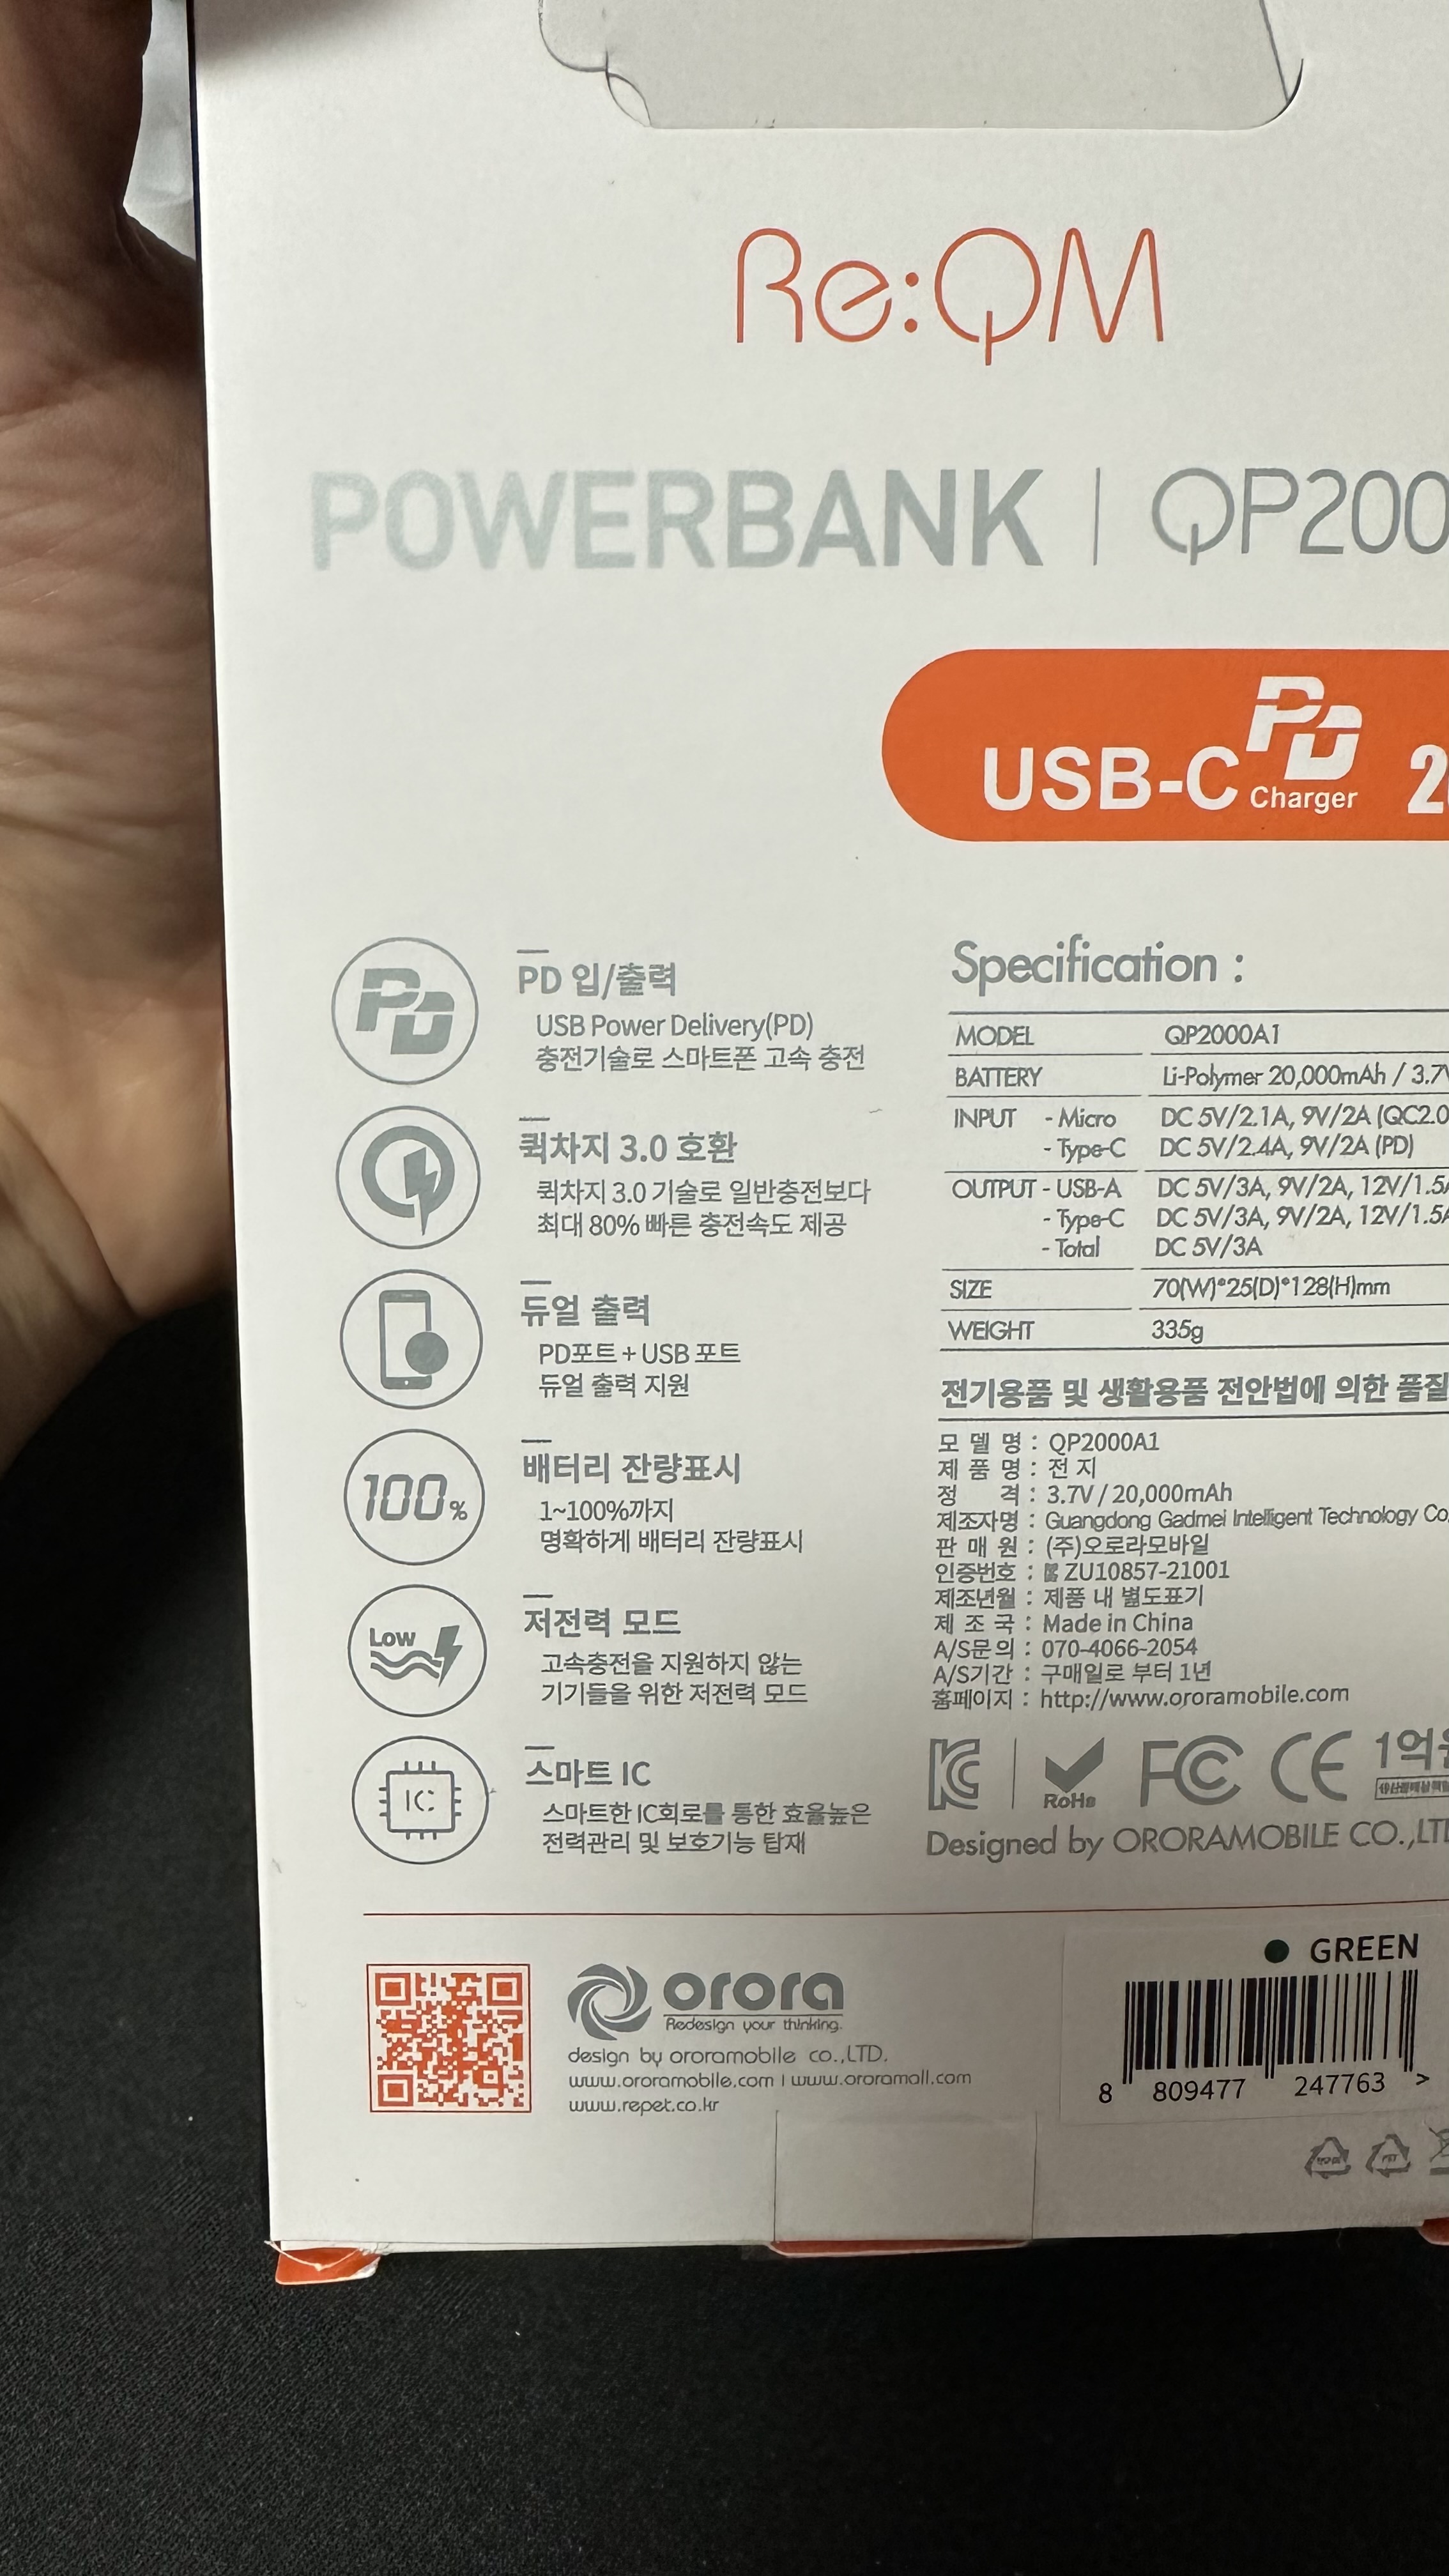 Re:QM
POWERBANK | QP200
USB-C PD Charger
PD
PD 입/출력
USB Power Delivery(PD)
충전기술로 스마트폰 고속 충전
퀵차지 3.0 호환
퀵차지 3.0 기술로 일반충전보다
최대 80% 빠른 충전속도 제공
듀얼 출력
PD포트 + USB 포트
듀얼 출력 지원
100%
배터리 잔량표시
1~100%까지
명확하게 배터리 잔량표시
Low
저전력 모드
고속충전을 지원하지 않는
기기들을 위한 저전력 모드
IC
스마트 IC
스마트한 IC회로를 통한 효율높은
전력관리 및 보호기능 탑재
Specification :
MODEL QP2000A1
BATTERY Li-Polymer 20,000mAh / 3.7V
INPUT - Micro DC 5V/2.1A, 9V/2A (QC2.0
- Type-C DC 5V/2.4A, 9V/2A (PD)
OUTPUT - USB-A DC 5V/3A, 9V/2A, 12V/1.5A
- Type-C DC 5V/3A, 9V/2A, 12V/1.5A
- Total DC 5V/3A
SIZE 70(W)*25(D)*128(H)mm
WEIGHT 335g
전기용품 및 생활용품 전안법에 의한 품질
모 델 명 : QP2000A1
제 품 명 : 전 지
정 격 : 3.7V / 20,000mAh
제조자명 : Guangdong Gadmei Intelligent Technology Co.
판 매 원 : (주)오로라모바일
인증번호 : ZU10857-21001
제조년월 : 제품 내 별도표기
제 조 국 : Made in China
A/S문의 : 070-4066-2054
A/S기간 : 구매일로 부터 1년
홈페이지 : http://www.ororamobile.com
KC | RoHs FC CE 1억
Designed by ORORAMOBILE CO.,LTD
orora
Redesign your thinking.
design by ororamobile co.,LTD.
www.ororamobile.com | www.ororamall.com
www.repet.co.kr
GREEN
8 809477 247763 >